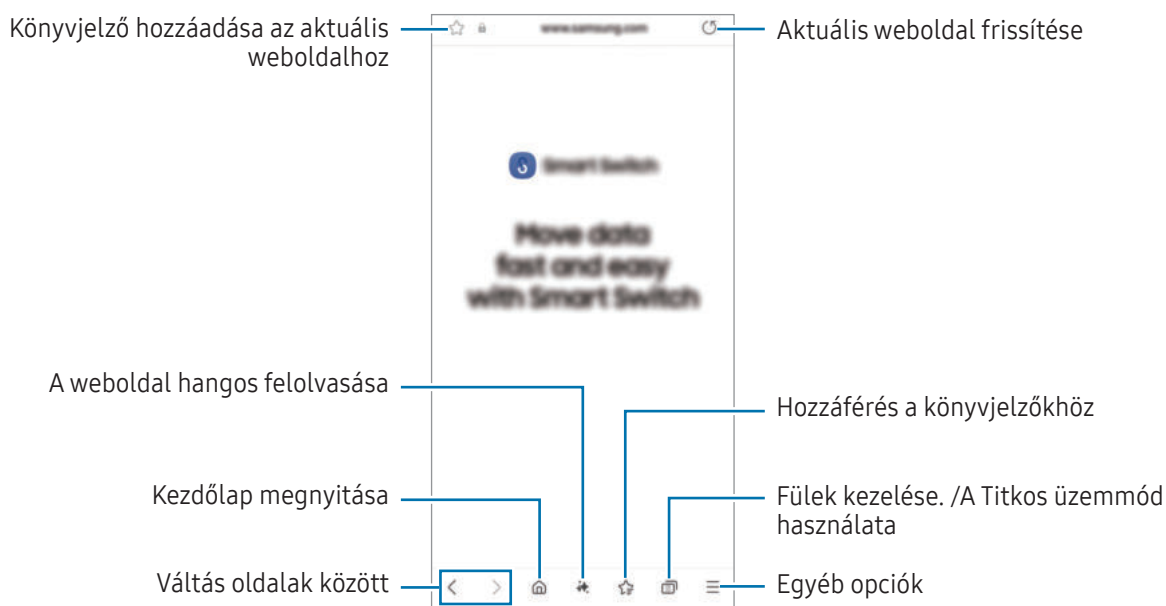 Könyvjelző hozzáadása az aktuális
weboldalhoz
www.samsung.com
Aktuális weboldal frissítése
Smart Switch
Move data
fast and easy
with Smart Switch
A weboldal hangos felolvasása
Hozzáférés a könyvjelzőkhöz
Kezdőlap megnyitása
Fülek kezelése. /A Titkos üzemmód
használata
Váltás oldalak között
Egyéb opciók